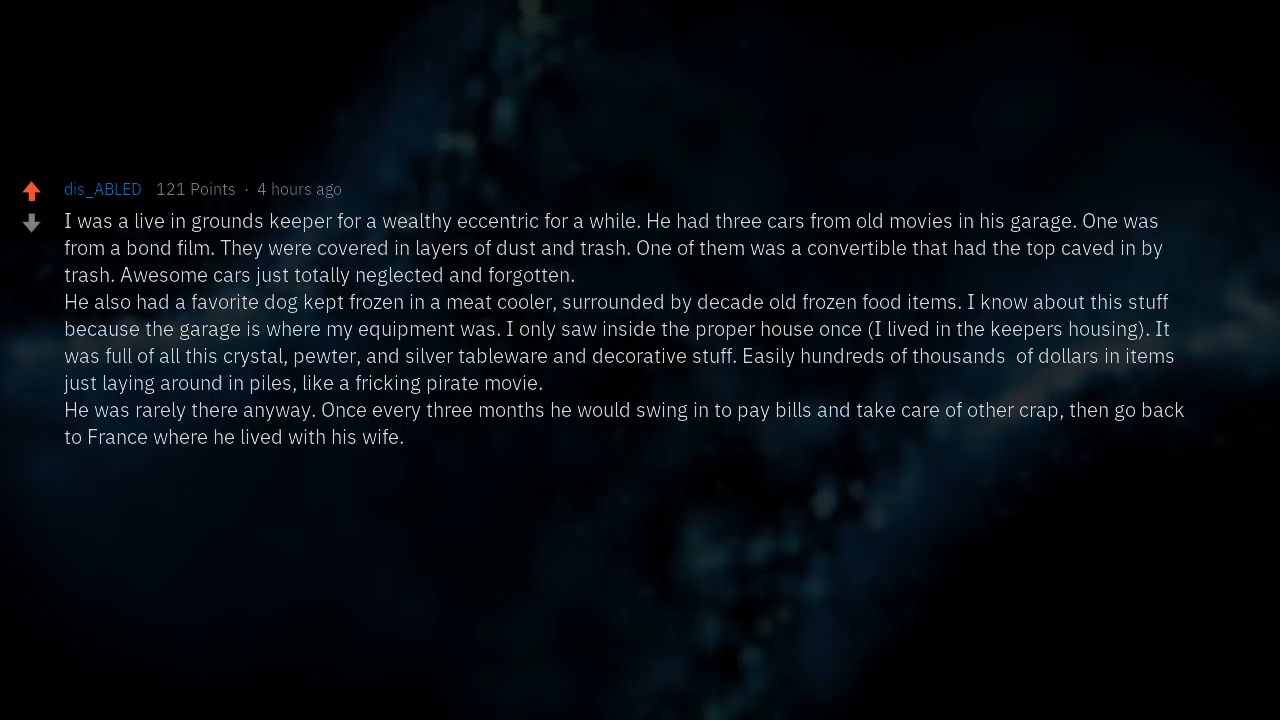 dis_ABLED 121 Points · 4 hours ago
I was a live in grounds keeper for a wealthy eccentric for a while. He had three cars from old movies in his garage. One was
from a bond film. They were covered in layers of dust and trash. One of them was a convertible that had the top caved in by
trash. Awesome cars just totally neglected and forgotten.
He also had a favorite dog kept frozen in a meat cooler, surrounded by decade old frozen food items. I know about this stuff
because the garage is where my equipment was. I only saw inside the proper house once (I lived in the keepers housing). It
was full of all this crystal, pewter, and silver tableware and decorative stuff. Easily hundreds of thousands  of dollars in items
just laying around in piles, like a fricking pirate movie.
He was rarely there anyway. Once every three months he would swing in to pay bills and take care of other crap, then go back
to France where he lived with his wife.